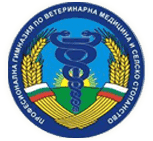 ПРОФЕСИОНАЛНА ГИМНАЗИЯ ПО ВЕТЕРИНАРНА МЕДИЦИНА И СЕЛСКО СТОПАНСТВО